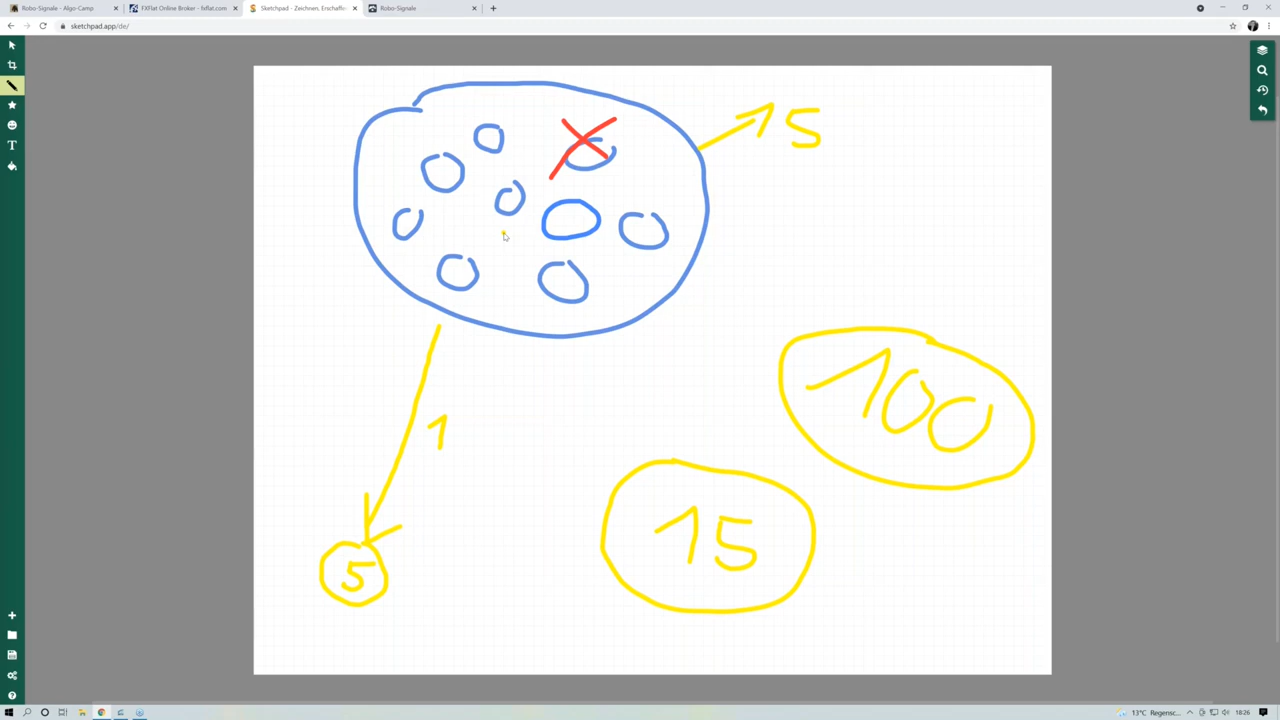 Robo-Signale - Algo-Camp
FXFlat Online Broker - fxflat.com
Sketchpad - Zeichnen, Erschaffe
Robo-Signale
sketchpad.app/de/
5
100
1
15
5
13°C Regensc...
18:26